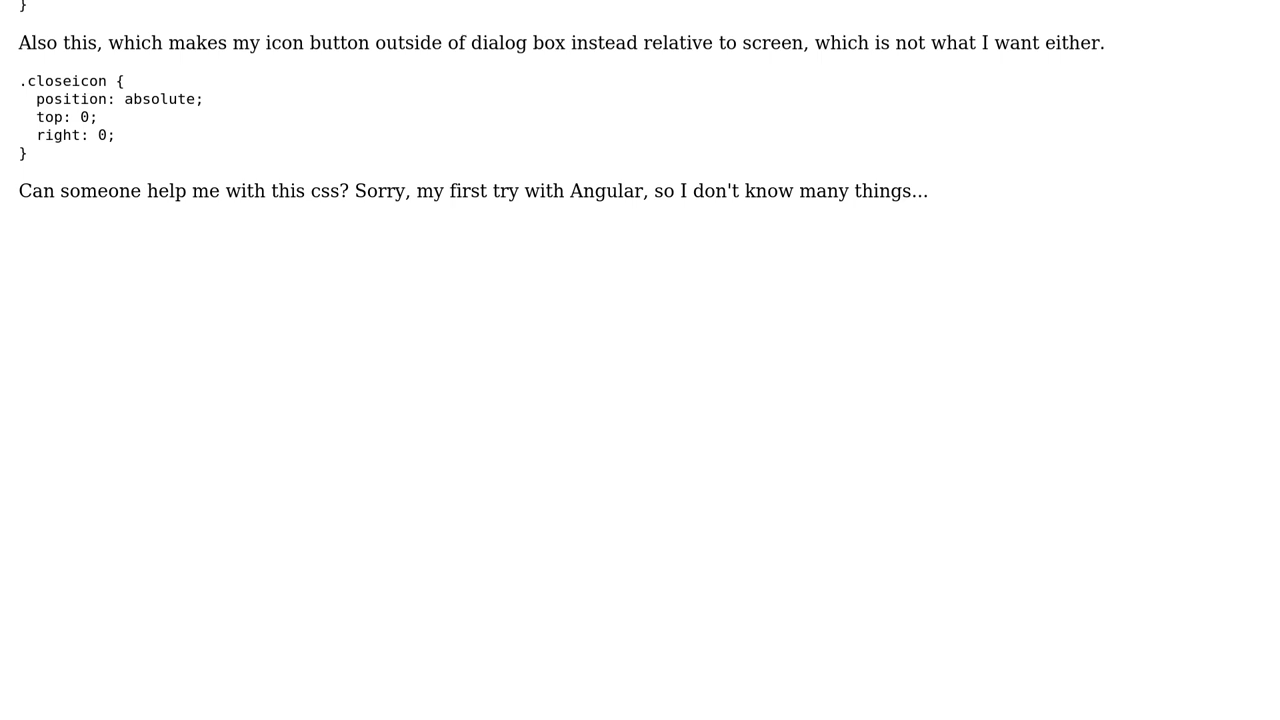 }
Also this, which makes my icon button outside of dialog box instead relative to screen, which is not what I want either.
.closeicon {
  position: absolute;
  top: 0;
  right: 0;
}
Can someone help me with this css? Sorry, my first try with Angular, so I don't know many things...